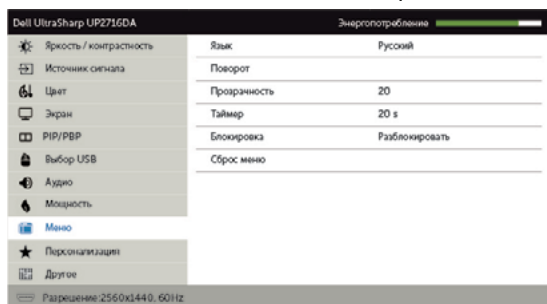 Dell UltraSharp UP2716DA Энергопотребление
Яркость / контрастность Язык Русский
Источник сигнала Поворот
Цвет Прозрачность 20
Экран Таймер 20 s
PIP/PBP Блокировка Разблокировать
Выбор USB Сброс меню
Аудио
Мощность
Меню
Персонализация
Другое
Разрешение:2560x1440, 60Hz